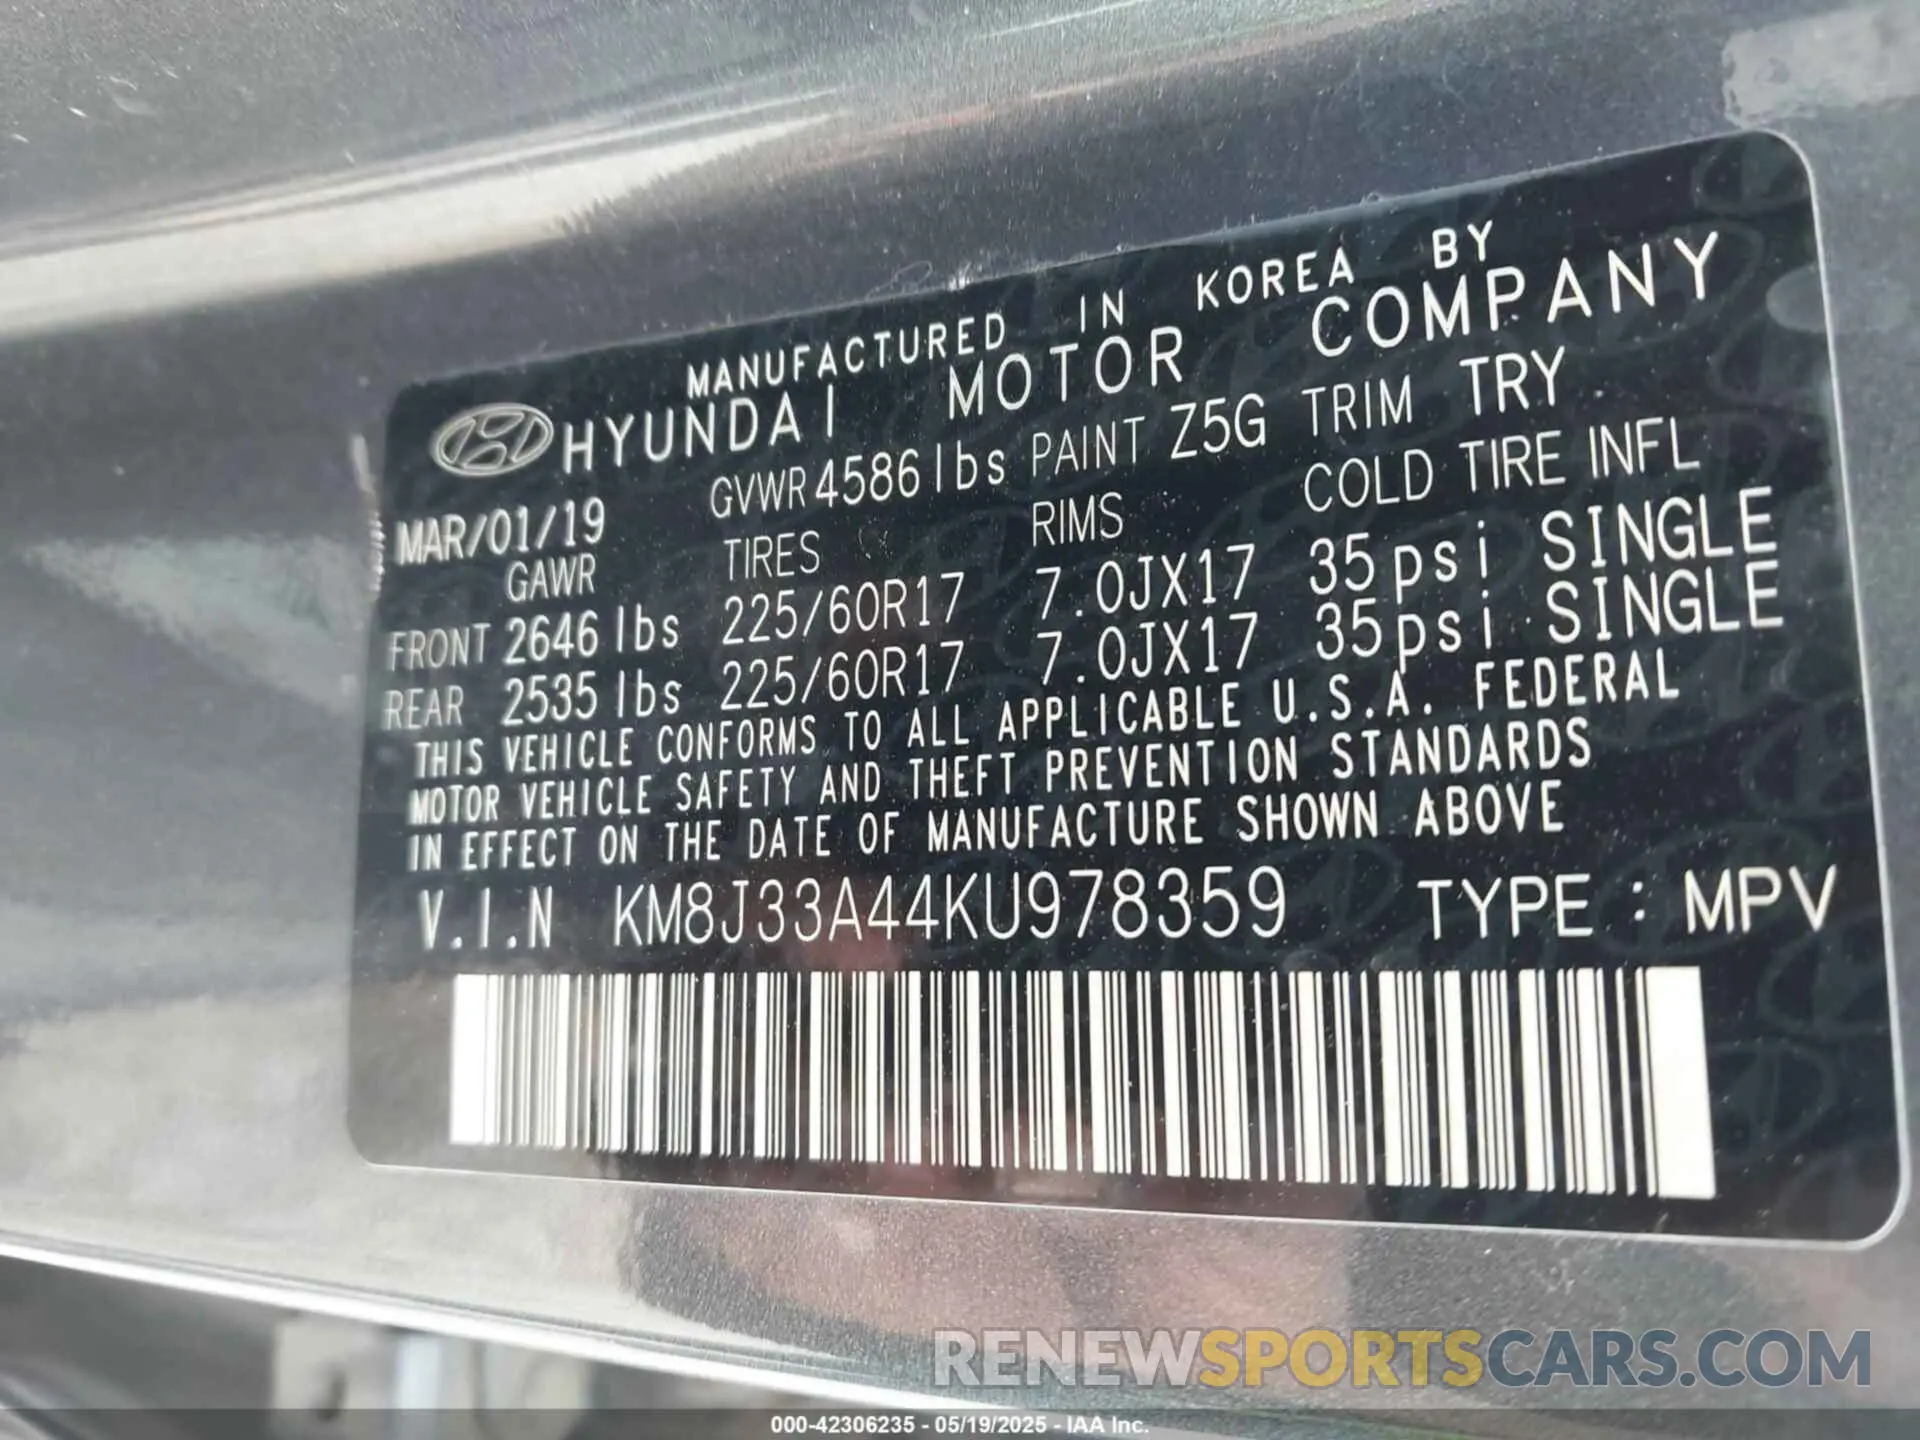 MANUFACTURED IN KOREA BY
HYUNDAI MOTOR COMPANY
MAR/01/19 GVWR 4586 lbs PAINT Z5G TRIM TRY
GAWR TIRES RIMS COLD TIRE INFL
FRONT 2646 lbs 225/60R17 7.0JX17 35psi SINGLE
REAR 2535 lbs 225/60R17 7.0JX17 35psi SINGLE
THIS VEHICLE CONFORMS TO ALL APPLICABLE U.S.A. FEDERAL
MOTOR VEHICLE SAFETY AND THEFT PREVENTION STANDARDS
IN EFFECT ON THE DATE OF MANUFACTURE SHOWN ABOVE
V.I.N KM8J33A44KU978359 TYPE : MPV
RENEWSPORTSCARS.COM
000-42306235 - 05/19/2025 - IAA Inc.